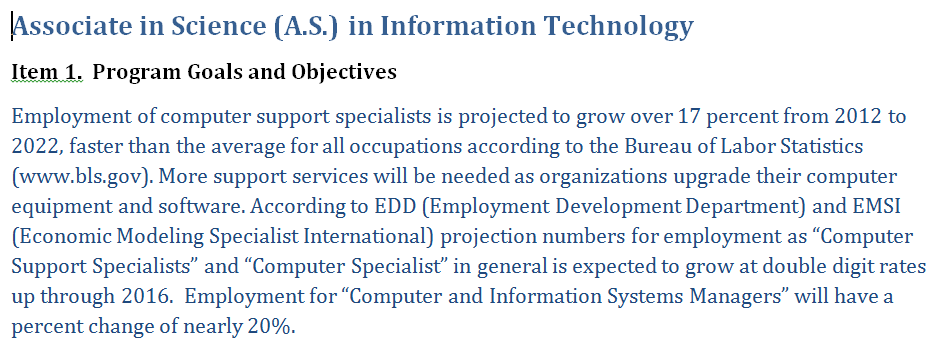 Associate in Science (A.S.) in Information Technology
Item 1.  Program Goals and Objectives
Employment of computer support specialists is projected to grow over 17 percent from 2012 to
2022, faster than the average for all occupations according to the Bureau of Labor Statistics
(www.bls.gov). More support services will be needed as organizations upgrade their computer
equipment and software. According to EDD (Employment Development Department) and EMSI
(Economic Modeling Specialist International) projection numbers for employment as “Computer
Support Specialists” and “Computer Specialist” in general is expected to grow at double digit rates
up through 2016.  Employment for “Computer and Information Systems Managers” will have a
percent change of nearly 20%.